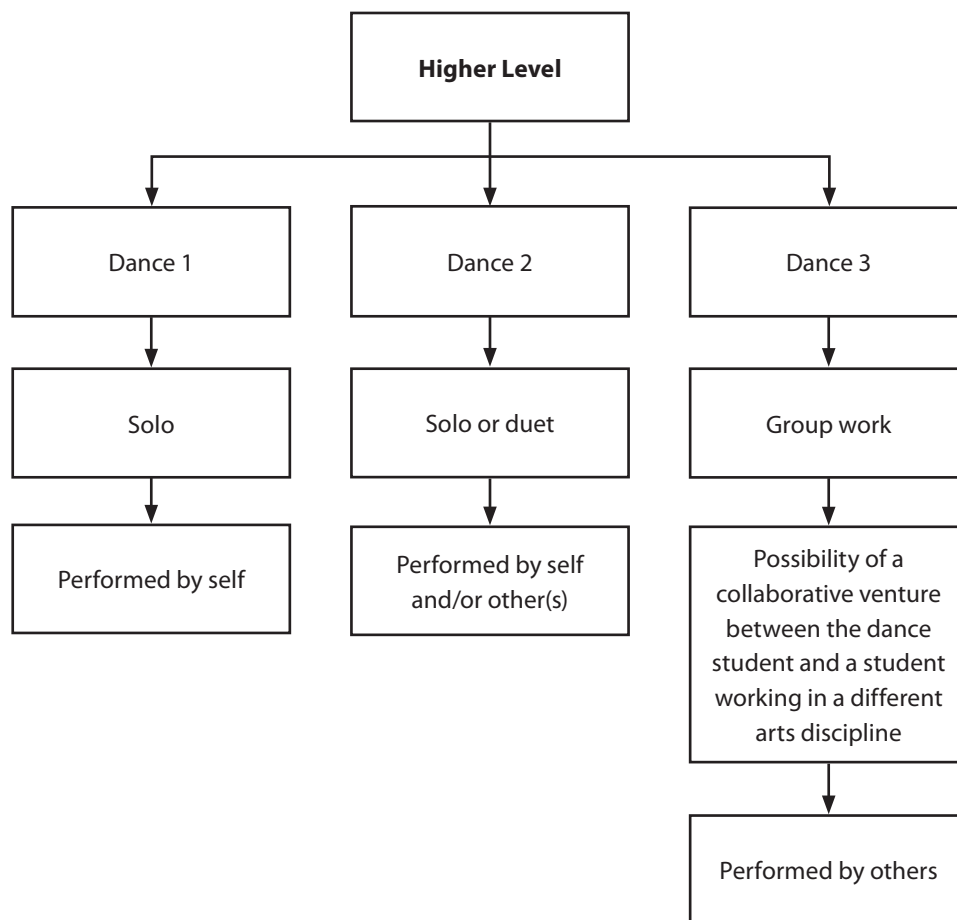 Higher Level
Dance 1
Dance 2
Dance 3
Solo
Solo or duet
Group work
Performed by self
Performed by self
and/or other(s)
Possibility of a
collaborative venture
between the dance
student and a student
working in a different
arts discipline
Performed by others